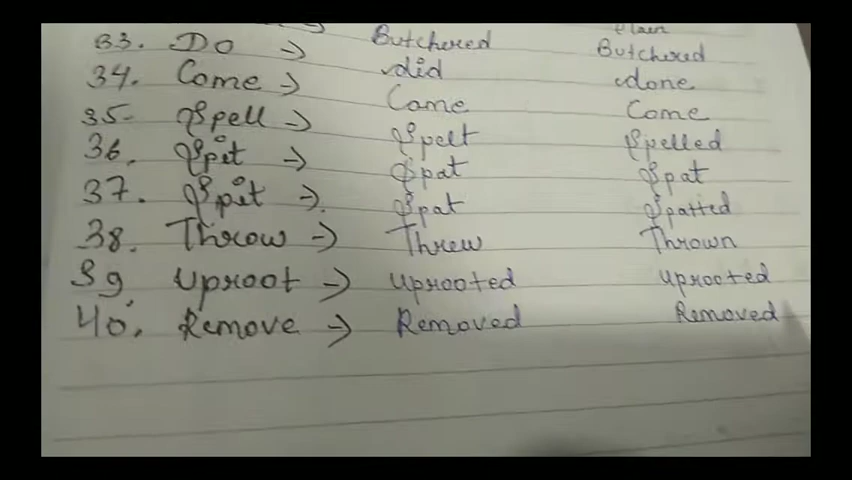 slain
Butchered Butchered
33. Do → did done
34. Come → Came Come
35- Spell → Spelt Spelled
36. Spit → Spat Spat
37. Spit → Spat Spatted
38. Throw → Threw Thrown
39. Uproot → Uprooted Uprooted
40. Remove → Removed Removed